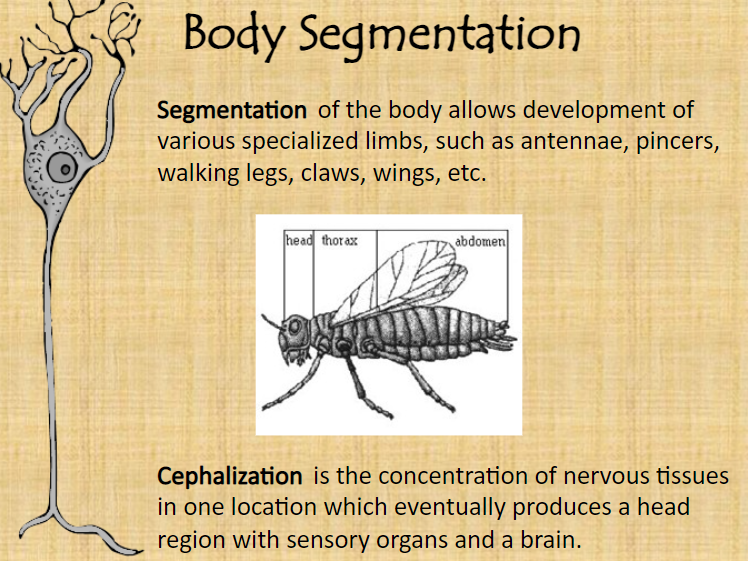 Body Segmentation
Segmentation of the body allows development of
various specialized limbs, such as antennae, pincers,
walking legs, claws, wings, etc.
head thorax abdomen
Cephalization is the concentration of nervous tissues
in one location which eventually produces a head
region with sensory organs and a brain.